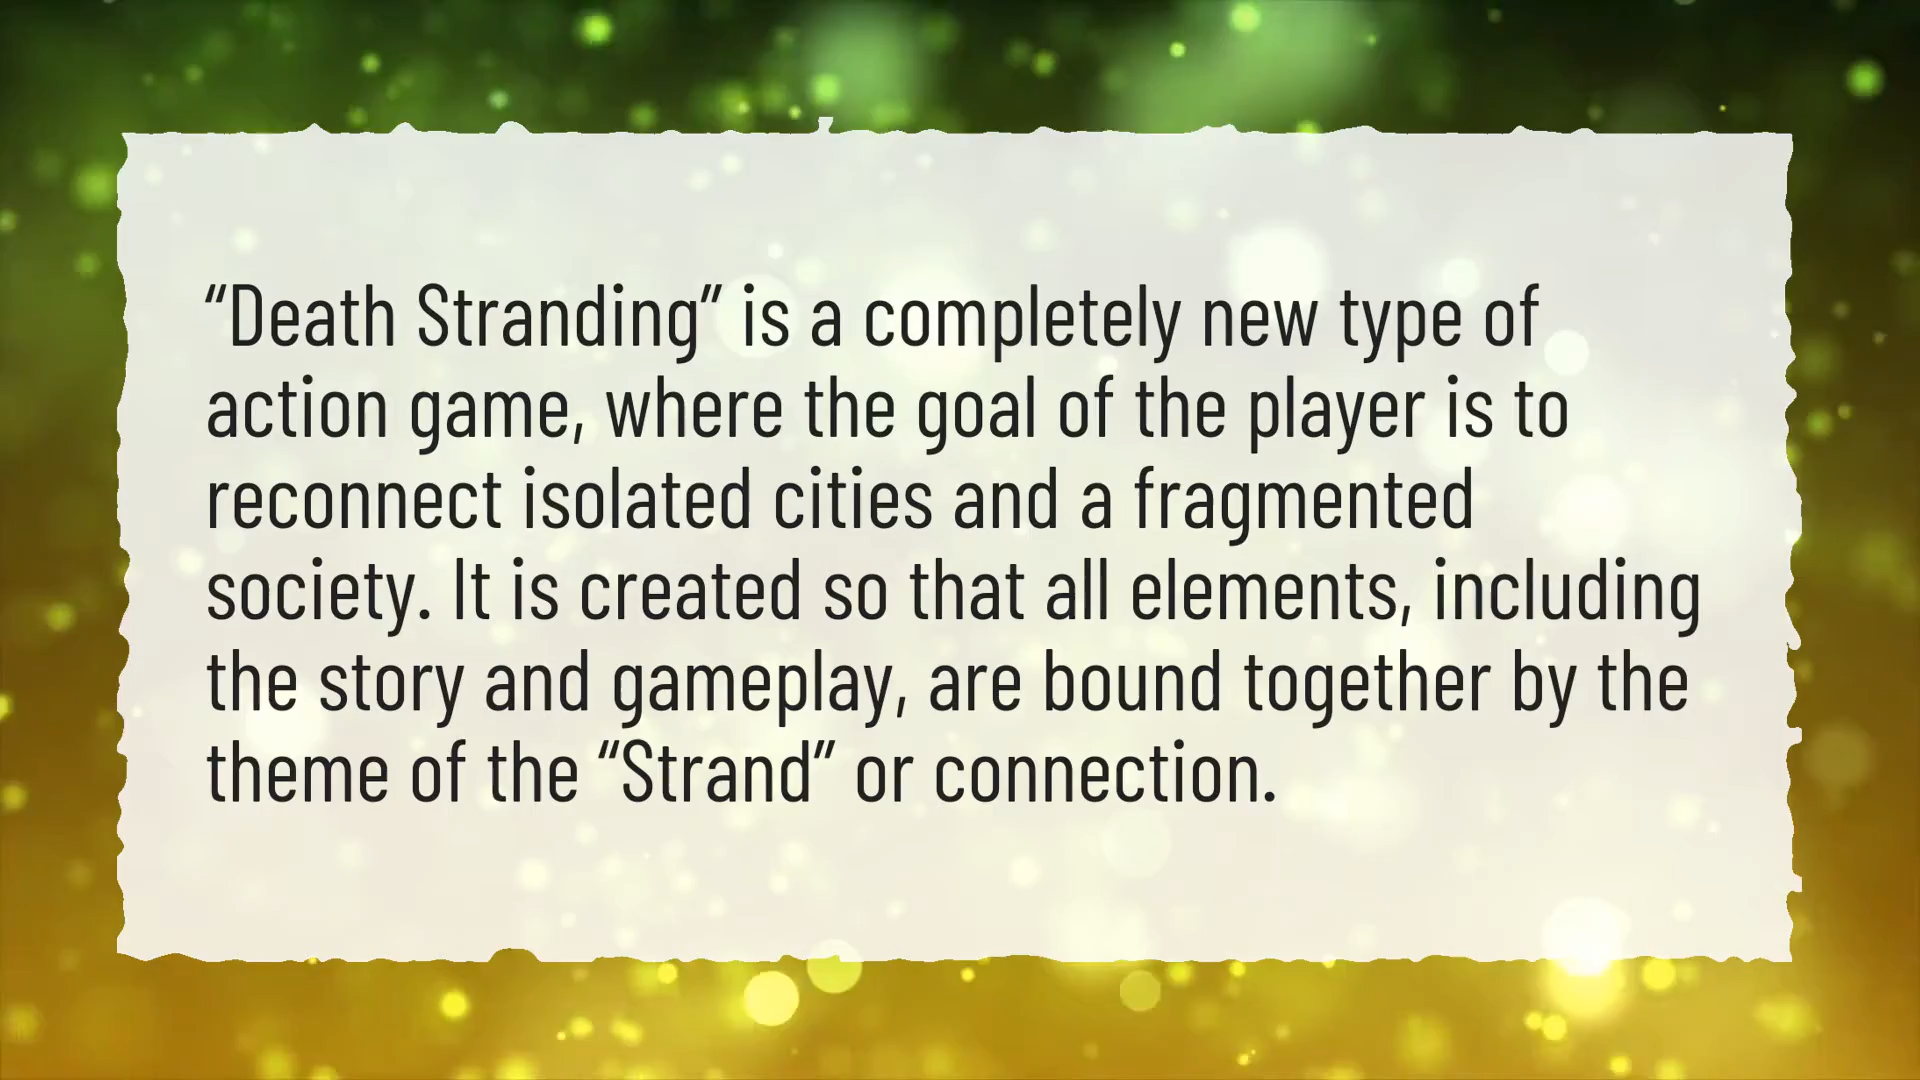 “Death Stranding” is a completely new type of
action game, where the goal of the player is to
reconnect isolated cities and a fragmented
society. It is created so that all elements, including
the story and gameplay, are bound together by the
theme of the “Strand” or connection.